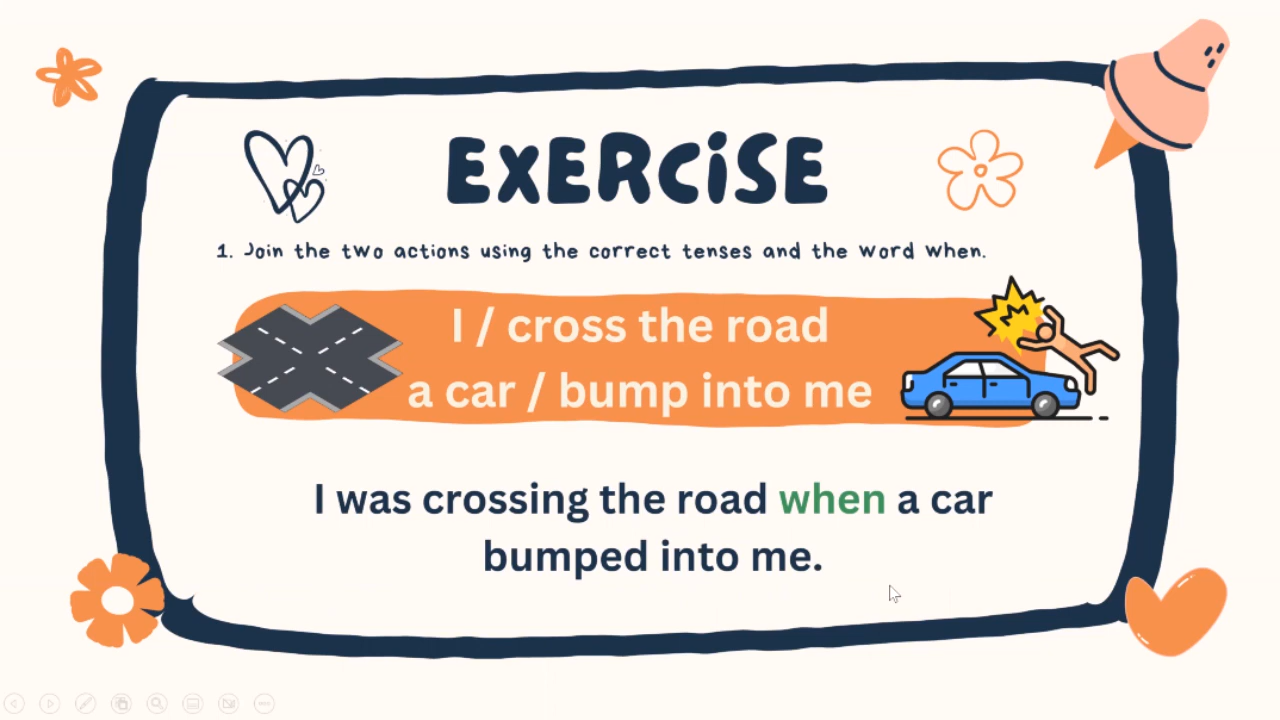 EXERCiSE
1. Join the two actions using the correct tenses and the word when.
I / cross the road
a car / bump into me
I was crossing the road when a car
bumped into me.